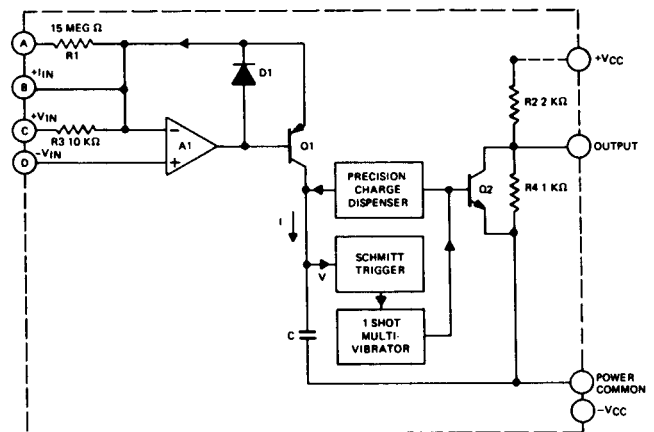 A
15 MEG Ω
R1
+IIN
B
+VIN
C
R3 10 KΩ
-VIN
D
A1
-
+
D1
Q1
I
V
C
PRECISION
CHARGE
DISPENSER
SCHMITT
TRIGGER
1 SHOT
MULTI-
VIBRATOR
Q2
R2 2 KΩ
R4 1 KΩ
+VCC
OUTPUT
POWER
COMMON
-VCC